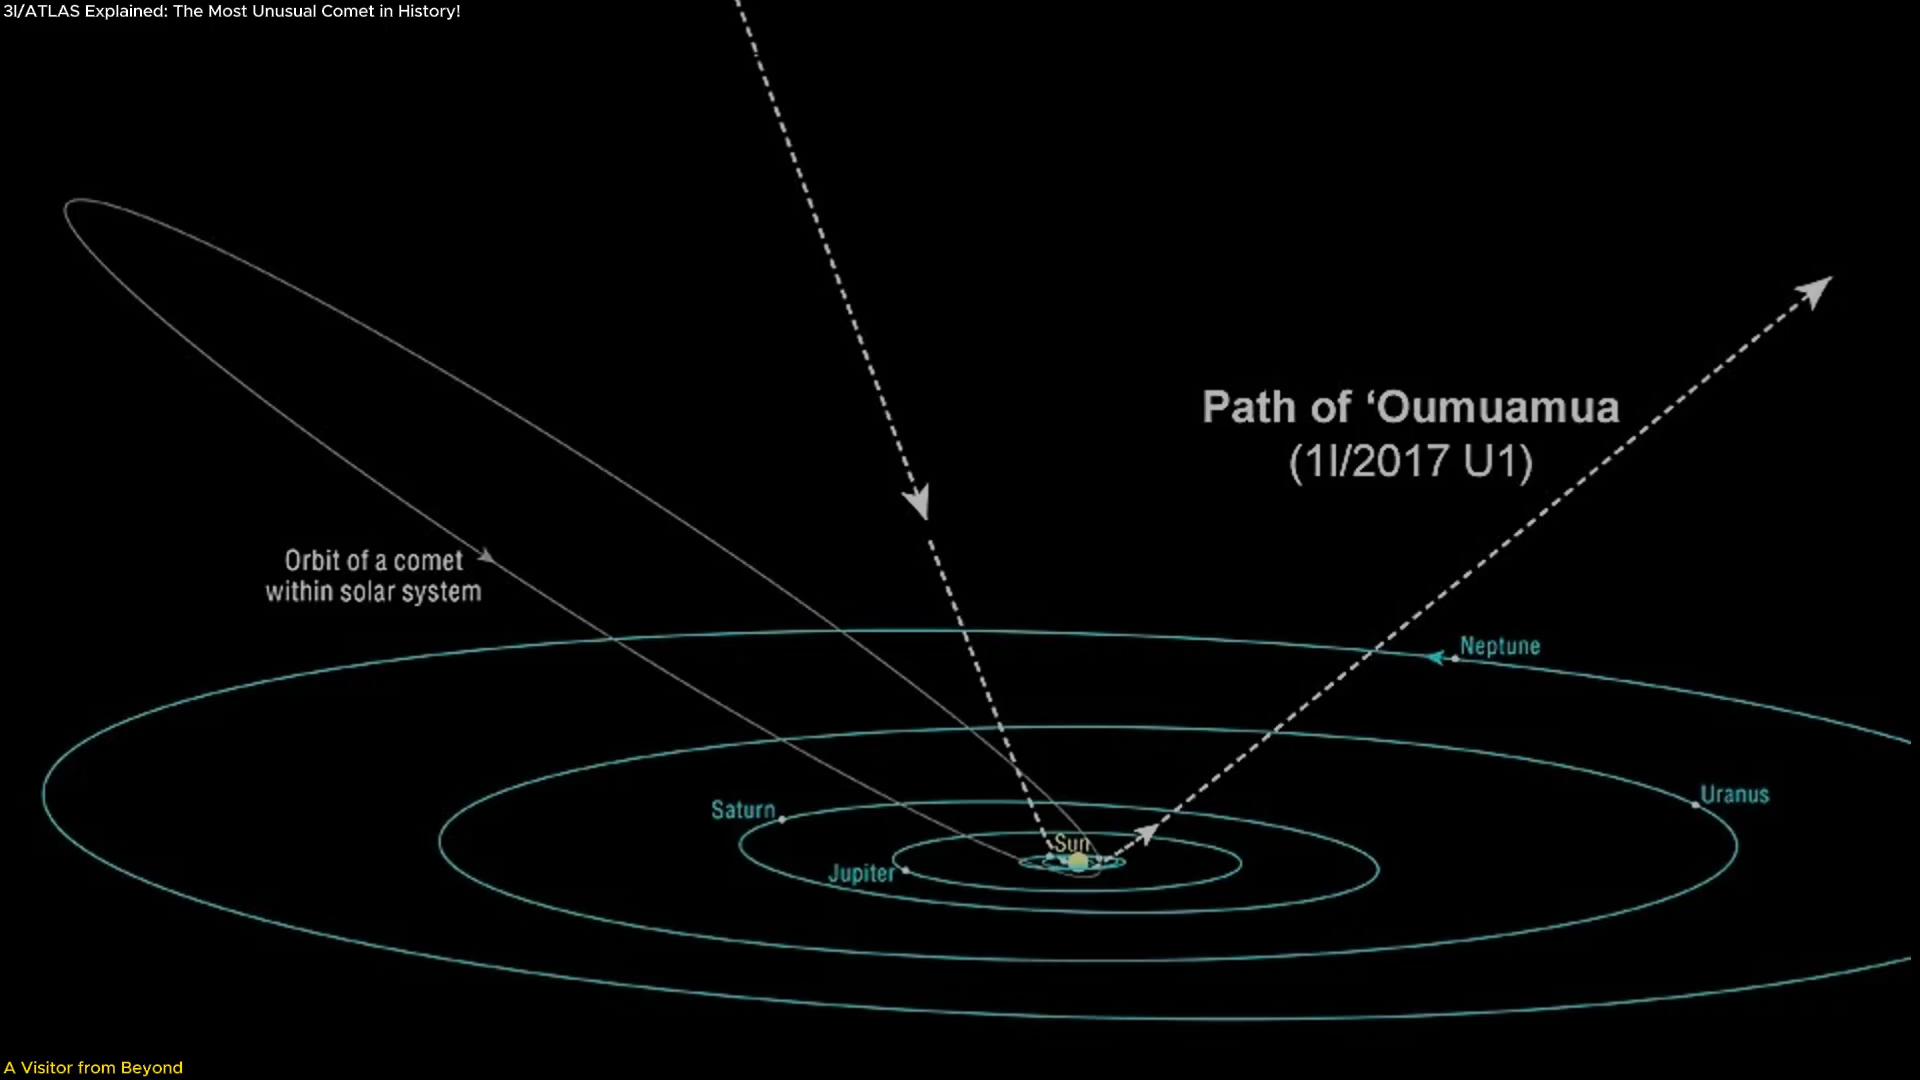 3I/ATLAS Explained: The Most Unusual Comet in History!
Path of ‘Oumuamua
(1I/2017 U1)
Orbit of a comet
within solar system
Neptune
Uranus
Saturn
Sun
Jupiter
A Visitor from Beyond